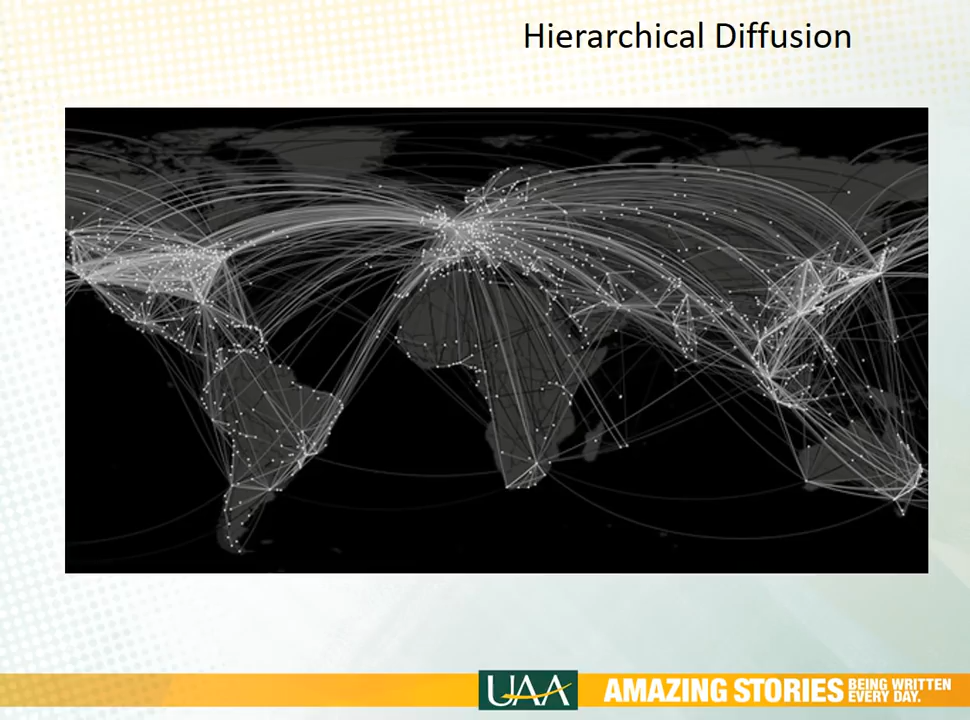 Hierarchical Diffusion
UAA
AMAZING STORIES BEING WRITTEN
EVERY DAY.